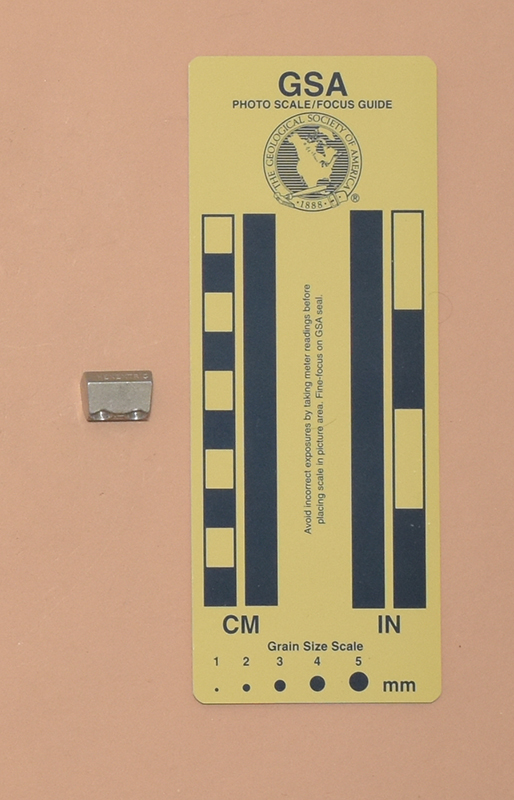 GSA
PHOTO SCALE/FOCUS GUIDE
THE GEOLOGICAL SOCIETY OF AMERICA
·1888·
®
Avoid incorrect exposures by taking meter readings before
placing scale in picture area. Fine-focus on GSA seal.
CM IN
Grain Size Scale
1 2 3 4 5
mm